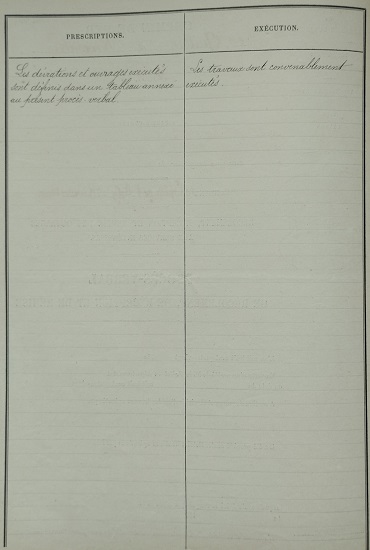 PRESCRIPTIONS.
EXÉCUTION.
Les dérivations et ouvrages exécutés
sont définis dans un tableau annexé
au présent procès-verbal.
Les travaux sont convenablement
exécutés.